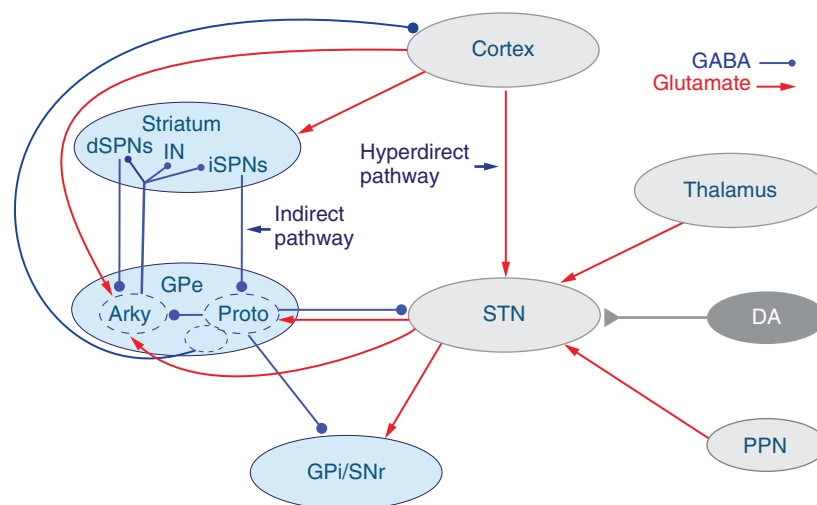 Cortex
GABA
Glutamate
Striatum
dSPNs
IN
iSPNs
Hyperdirect
pathway
Thalamus
Indirect
pathway
GPe
Arky
Proto
STN
DA
GPi/SNr
PPN